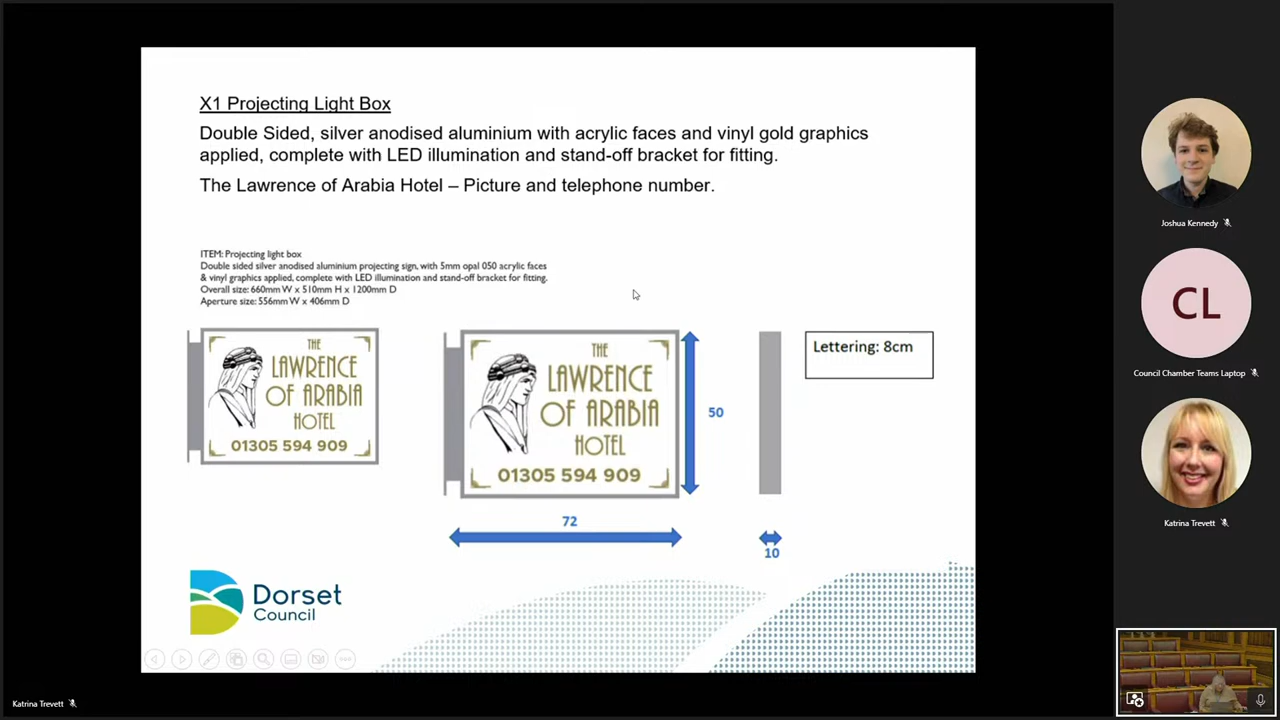 X1 Projecting Light Box
Double Sided, silver anodised aluminium with acrylic faces and vinyl gold graphics
applied, complete with LED illumination and stand-off bracket for fitting.
The Lawrence of Arabia Hotel – Picture and telephone number.
ITEM: Projecting light box
Double sided silver anodised aluminium projecting sign, with 5mm opal 050 acrylic faces
& vinyl graphics applied, complete with LED illumination and stand-off bracket for fitting.
Overall size: 660mm W x 510mm H x 1200mm D
Aperture size: 556mm W x 406mm D
THE
LAWRENCE
OF ARABIA
HOTEL
01305 594 909
THE
LAWRENCE
OF ARABIA
HOTEL
01305 594 909
50
72
10
Lettering: 8cm
Dorset
Council
Joshua Kennedy
CL
Council Chamber Teams Laptop
Katrina Trevett
Katrina Trevett